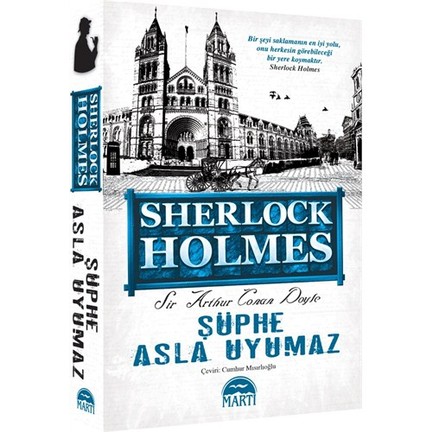 Bir şeyi saklamanın en iyi yolu,
onu herkesin görebileceği
bir yere koymaktır.
Sherlock Holmes
SHERLOCK
HOLMES
Sir Arthur Conan Doyle
ŞÜPHE
ASLA UYUMAZ
Çeviri: Cumhur Mısırlıoğlu
MARTI
SHERLOCK
HOLMES
ŞÜPHE
ASLA UYUMAZ
MARTI